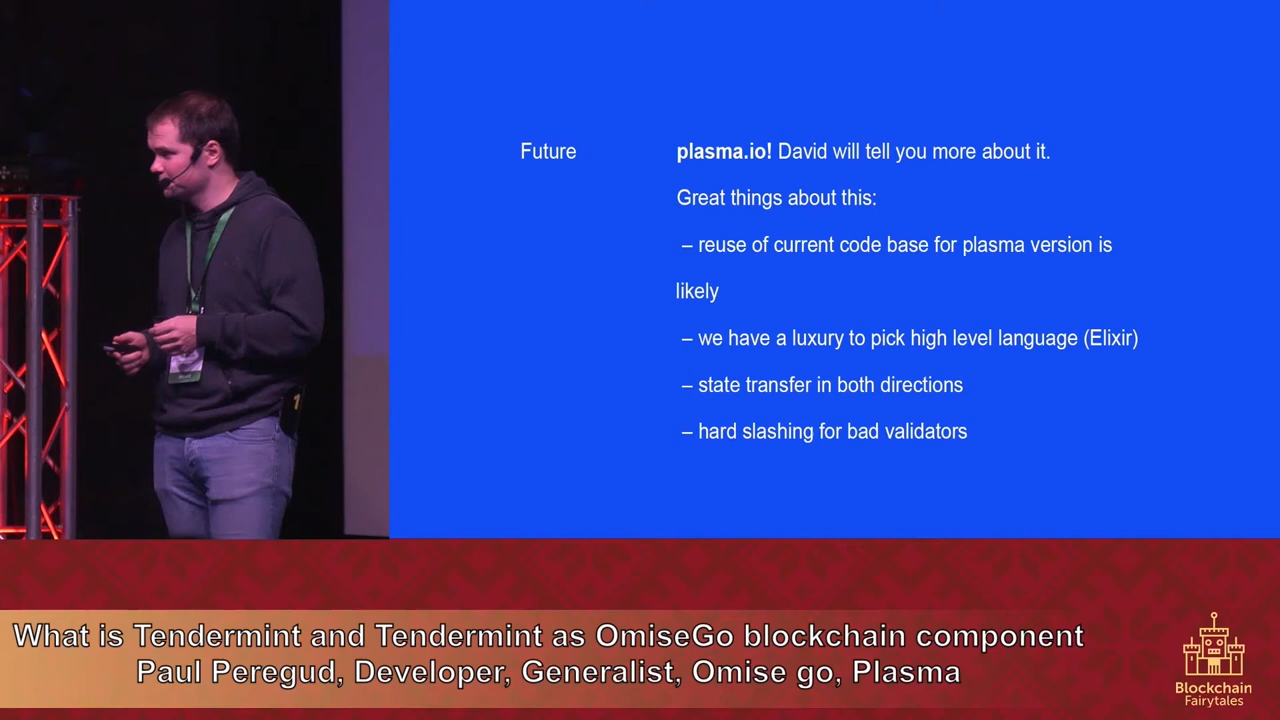 Future
plasma.io! David will tell you more about it.
Great things about this:
– reuse of current code base for plasma version is
likely
– we have a luxury to pick high level language (Elixir)
– state transfer in both directions
– hard slashing for bad validators
1
What is Tendermint and Tendermint as OmiseGo blockchain component
Paul Peregud, Developer, Generalist, Omise go, Plasma
Blockchain
Fairytales